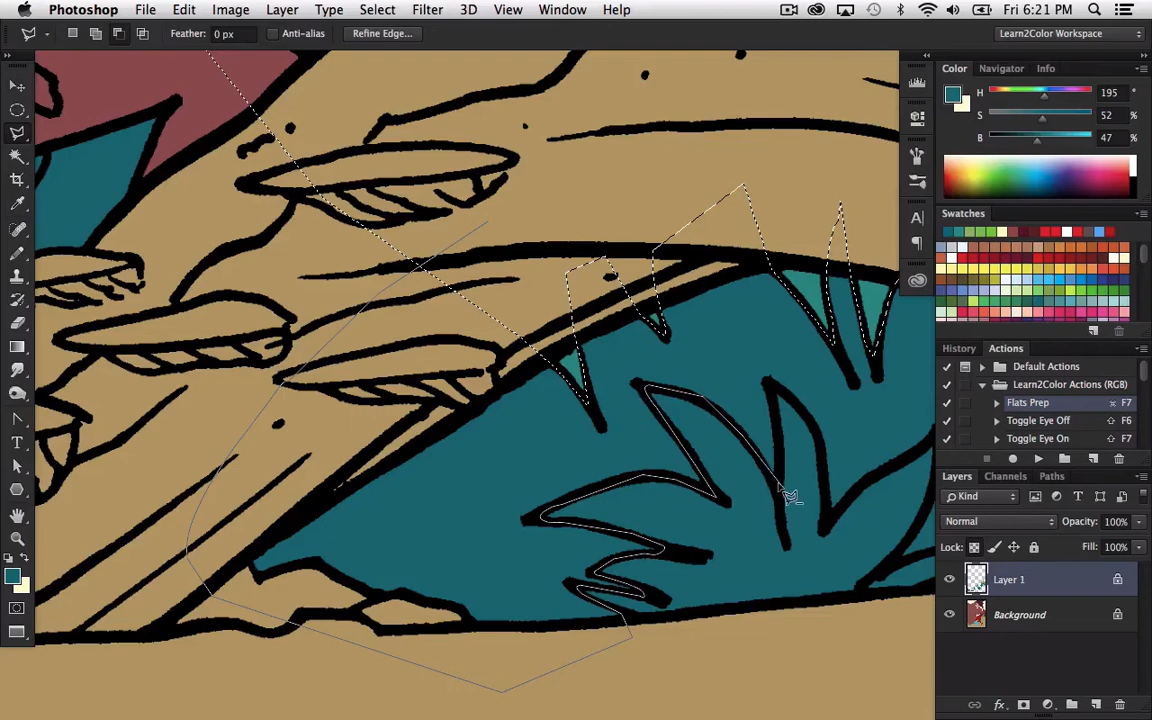 Photoshop File Edit Image Layer Type Select Filter 3D View Window Help Fri 6:21 PM
Feather: 0 px Anti-alias Refine Edge... Learn2Color Workspace
Color Navigator Info
H 195 °
S 52 %
B 47 %
Swatches
History Actions
Default Actions
Learn2Color Actions (RGB)
Flats Prep F7
Toggle Eye Off F6
Toggle Eye On F7
Layers Channels Paths
Kind
Normal Opacity: 100%
Lock: Fill: 100%
Layer 1
Background